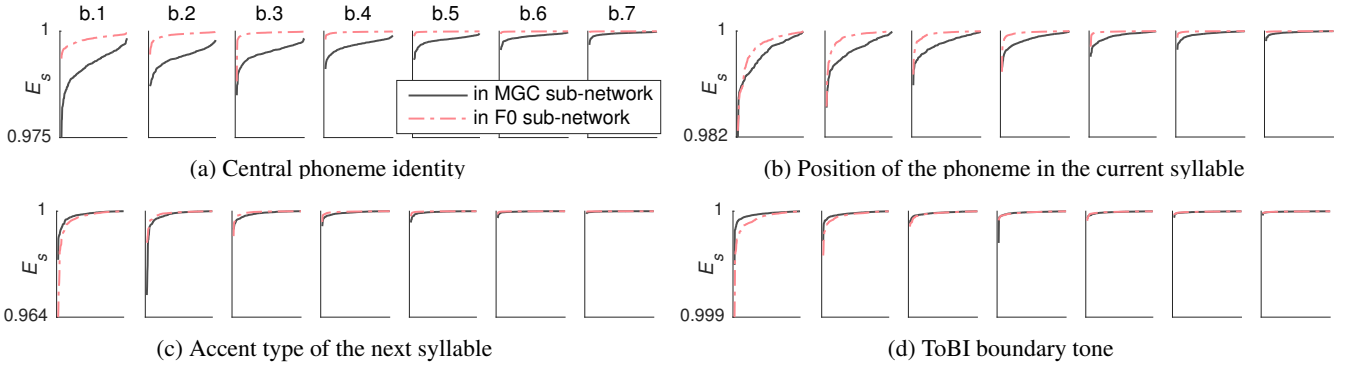 b.1 b.2 b.3 b.4 b.5 b.6 b.7
1
E_s
0.975
in MGC sub-network
in F0 sub-network
(a) Central phoneme identity
1
E_s
0.982
(b) Position of the phoneme in the current syllable
1
E_s
0.964
(c) Accent type of the next syllable
1
E_s
0.999
(d) ToBI boundary tone